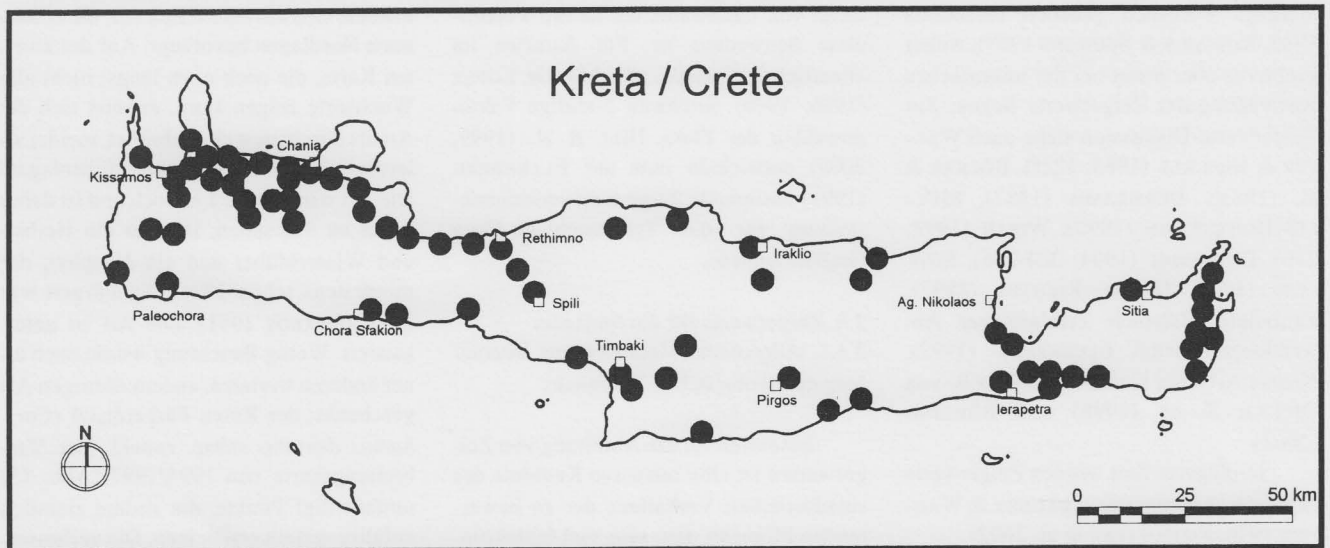 Kreta / Crete
Chania
Kissamos
Rethimno
Iraklio
Ag. Nikolaos
Sitia
Spili
Paleochora
Chora Sfakion
Timbaki
Pirgos
Ierapetra
N
0 25 50 km